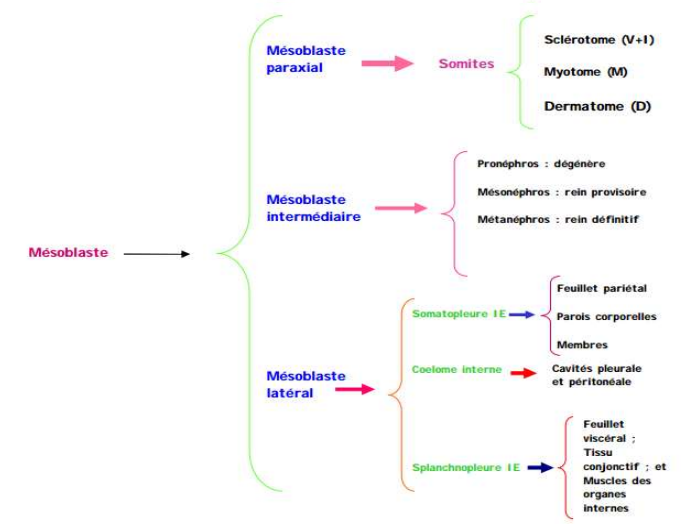 Mésoblaste
Mésoblaste
paraxial
Somites
Sclérotome (V+I)
Myotome (M)
Dermatome (D)
Mésoblaste
intermédiaire
Pronéphros : dégénère
Mésonéphros : rein provisoire
Métanéphros : rein définitif
Mésoblaste
latéral
Somatopleure IE
Feuillet pariétal
Parois corporelles
Membres
Coelome interne
Cavités pleurale
et péritonéale
Splanchnopleure IE
Feuillet
viscéral ;
Tissu
conjonctif ; et
Muscles des
organes
internes